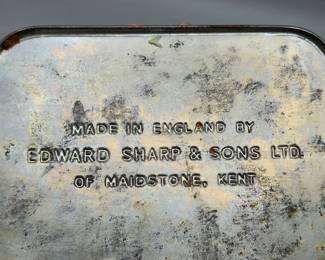 MADE IN ENGLAND BY
EDWARD SHARP & SONS LTD.
OF MAIDSTONE, KENT